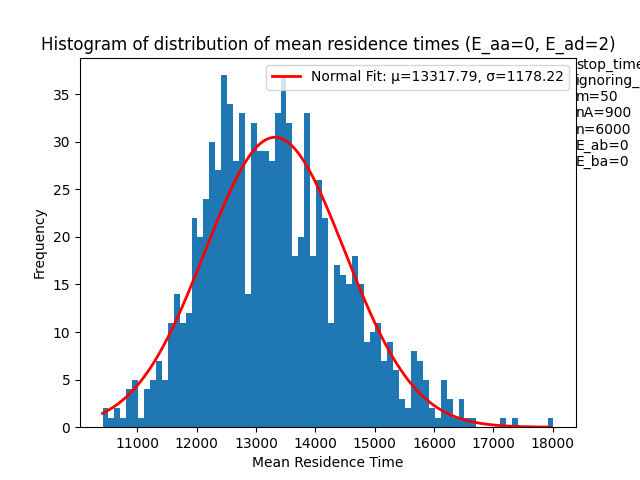 Histogram of distribution of mean residence times (E_aa=0, E_ad=2)
Normal Fit: μ=13317.79, σ=1178.22
stop_time
ignoring_
m=50
nA=900
n=6000
E_ab=0
E_ba=0
Frequency
35
30
25
20
15
10
5
0
11000 12000 13000 14000 15000 16000 17000 18000
Mean Residence Time